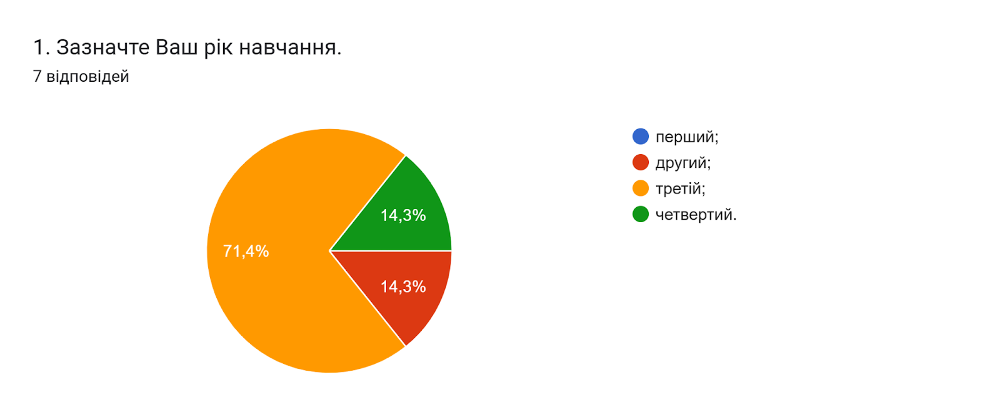 1. Зазначте Ваш рік навчання.
7 відповідей
перший;
другий;
третій;
четвертий.
14,3%
71,4%
14,3%